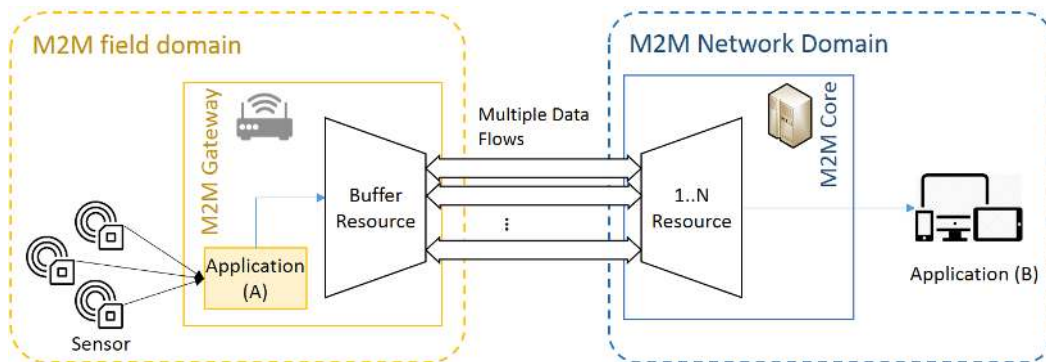 M2M field domain
M2M Network Domain
M2M Gateway
Multiple Data
Flows
M2M Core
Buffer
Resource
...
1..N
Resource
Application
(A)
Application (B)
Sensor